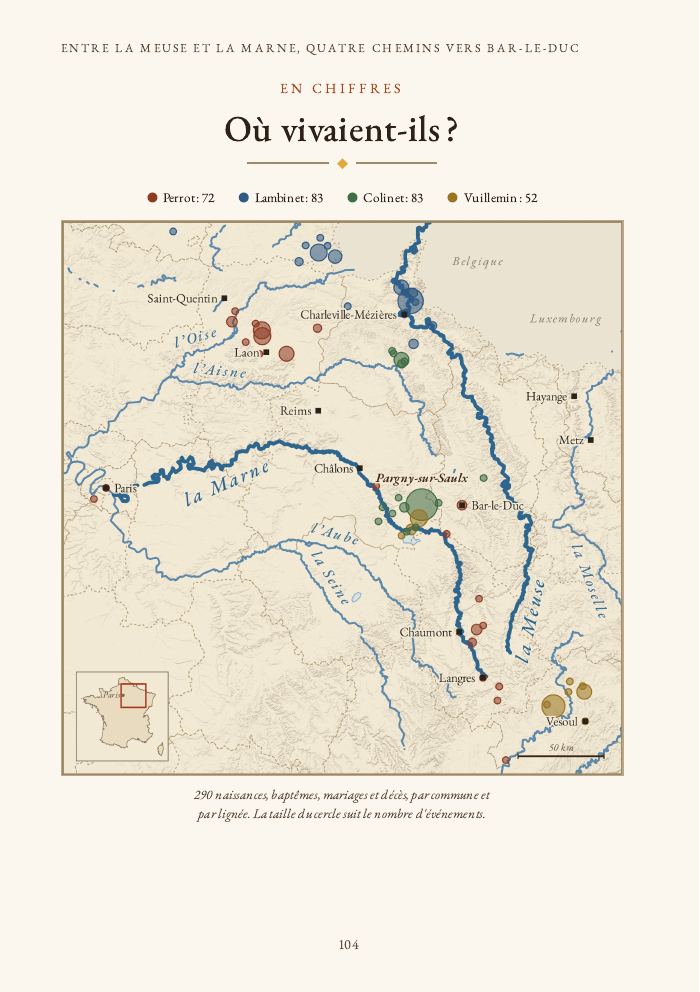 ENTRE LA MEUSE ET LA MARNE, QUATRE CHEMINS VERS BAR-LE-DUC
EN CHIFFRES
Où vivaient-ils ?
Perrot : 72 Lambinet : 83 Colinet : 83 Vuillemin : 52
Belgique
Saint-Quentin
Charleville-Mézières
Luxembourg
l'Oise
Laon
l'Aisne
Hayange
Reims
Metz
Châlons
la Marne
Pargny-sur-Saulx
Paris
Bar-le-Duc
l'Aube
la Seine
la Moselle
la Meuse
Chaumont
Langres
Paris
Vesoul
50 km
290 naissances, baptêmes, mariages et décès, par commune et
par lignée. La taille du cercle suit le nombre d'événements.
104